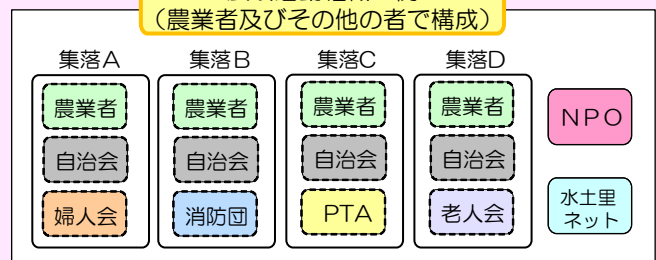 (農業者及びその他の者で構成)
集落A
集落B
集落C
集落D
農業者
農業者
農業者
農業者
自治会
自治会
自治会
自治会
婦人会
消防団
PTA
老人会
NPO
水土里
ネット